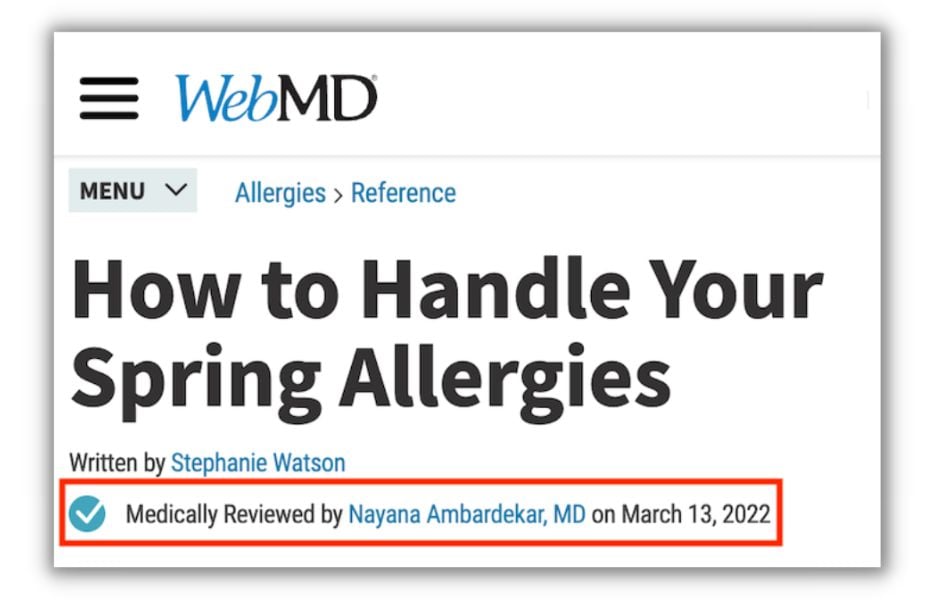 WebMD®
MENU Allergies > Reference
How to Handle Your
Spring Allergies
Written by Stephanie Watson
Medically Reviewed by Nayana Ambardekar, MD on March 13, 2022